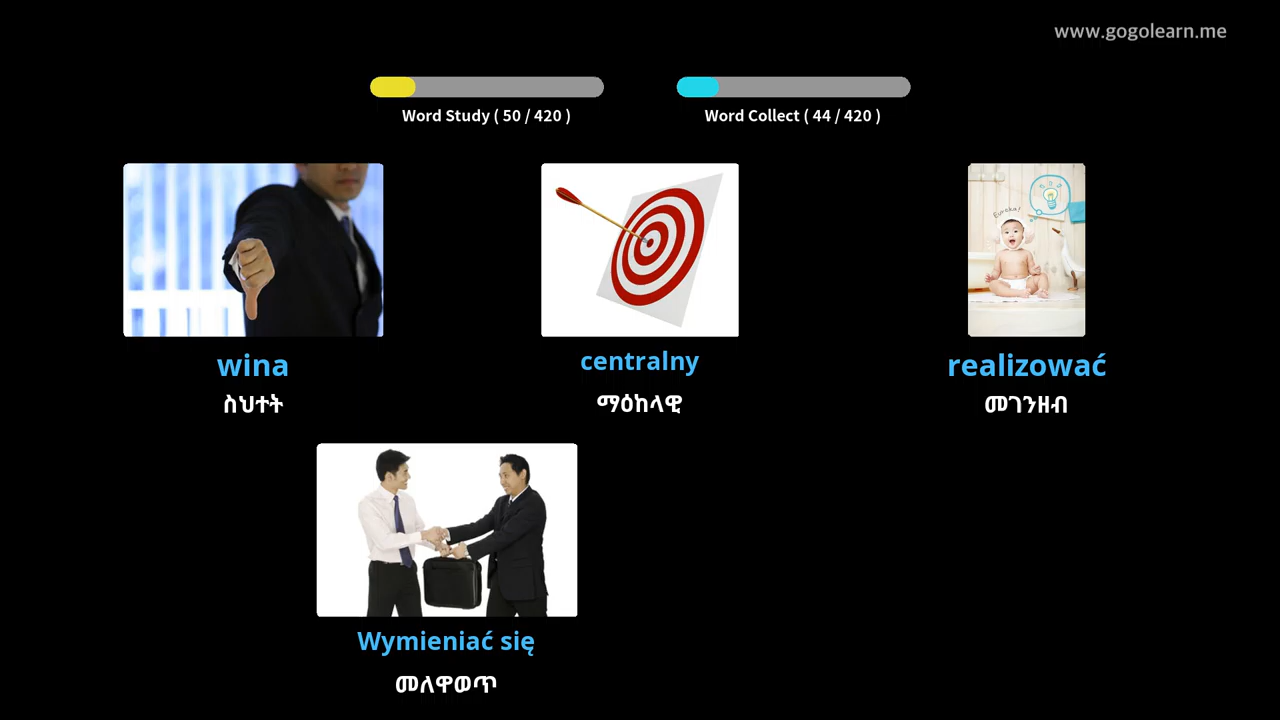 www.gogolearn.me
Word Study ( 50 / 420 )
Word Collect ( 44 / 420 )
Eureka!
wina
centralny
realizować
ስህተት
ማዕከላዊ
መገንዘብ
Wymieniać się
መለዋወጥ